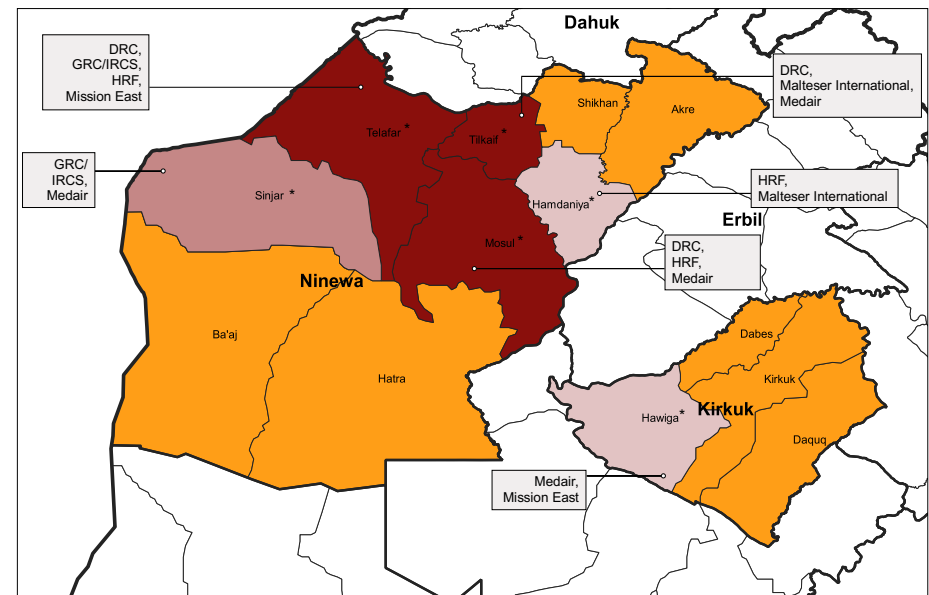 Dahuk
DRC,
GRC/IRCS,
HRF,
Mission East
DRC,
Malteser International,
Medair
Shikhan
Akre
Telafar *
Tilkaif *
GRC/
IRCS,
Medair
Sinjar *
Hamdaniya*
HRF,
Malteser International
Erbil
Mosul *
DRC,
HRF,
Medair
Ninewa
Ba'aj
Hatra
Dabes
Kirkuk
Kirkuk
Hawiga*
Daquq
Medair,
Mission East